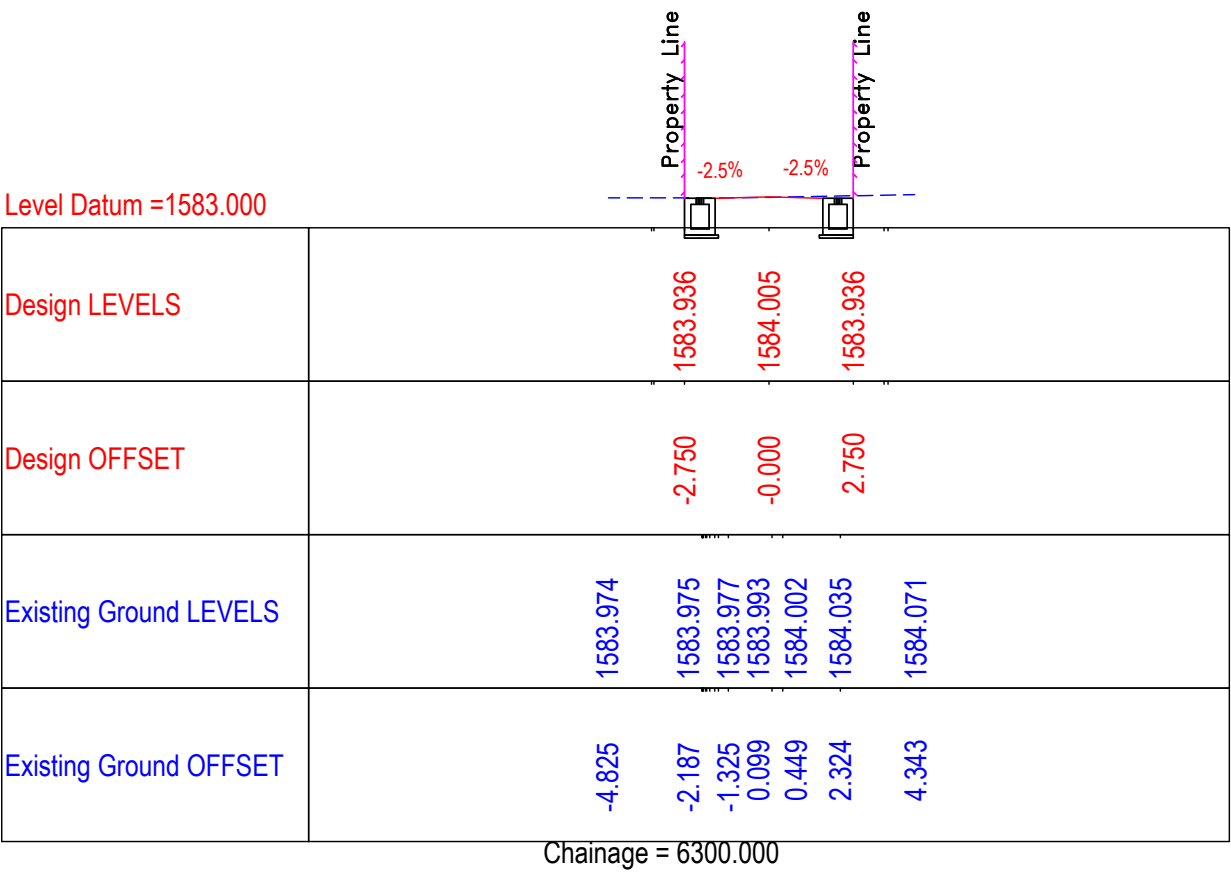 Property Line
Property Line
-2.5%
-2.5%
Level Datum =1583.000
Design LEVELS
1583.936
1584.005
1583.936
Design OFFSET
-2.750
-0.000
2.750
Existing Ground LEVELS
1583.974
1583.975
1583.977
1583.993
1584.002
1584.035
1584.071
Existing Ground OFFSET
-4.825
-2.187
-1.325
0.099
0.449
2.324
4.343
Chainage = 6300.000